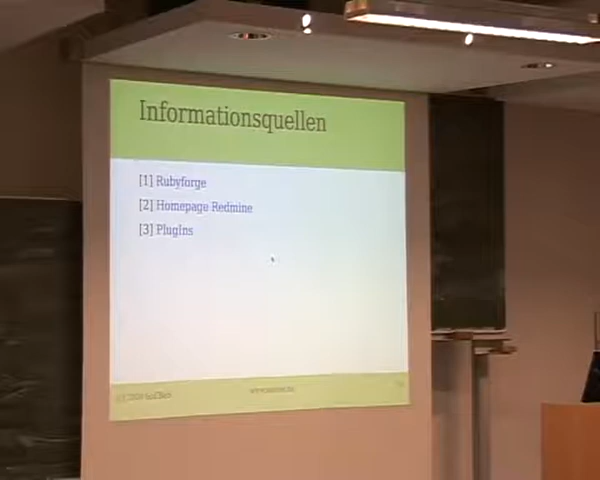 Informationsquellen
[1] Rubyforge
[2] Homepage Redmine
[3] PlugIns